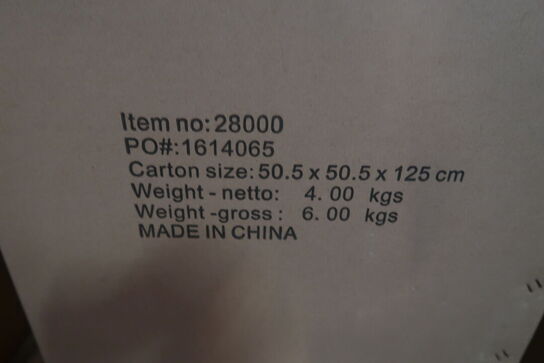 Item no: 28000
PO#:1614065
Carton size: 50.5 x 50.5 x 125 cm
Weight - netto: 4. 00 kgs
Weight -gross : 6. 00 kgs
MADE IN CHINA